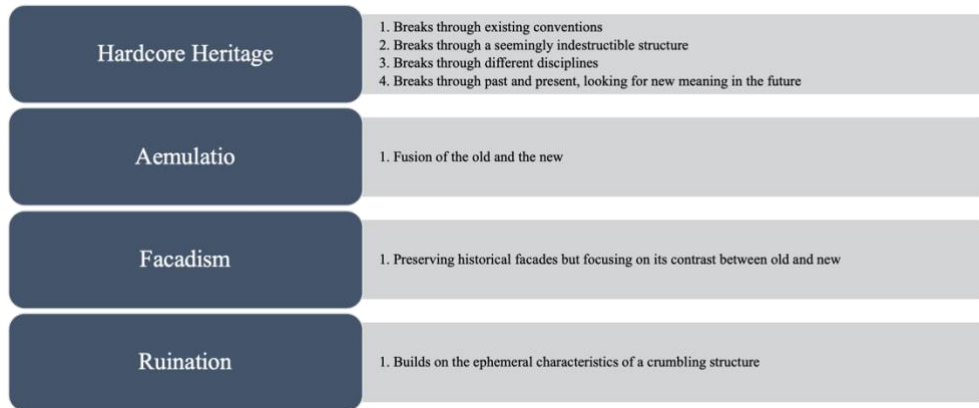 Hardcore Heritage
1. Breaks through existing conventions
2. Breaks through a seemingly indestructible structure
3. Breaks through different disciplines
4. Breaks through past and present, looking for new meaning in the future
Aemulatio
1. Fusion of the old and the new
Facadism
1. Preserving historical facades but focusing on its contrast between old and new
Ruination
1. Builds on the ephemeral characteristics of a crumbling structure